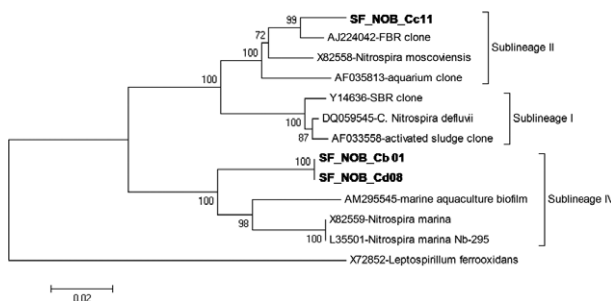 SF_NOB_Cc11
99
AJ224042-FBR clone
72
X82558-Nitrospira moscoviensis
Sublineage II
100
AF035813-aquarium clone
100
Y14636-SBR clone
100
DQ059545-C. Nitrospira defluvii
Sublineage I
87
AF033558-activated sludge clone
100
SF_NOB_Cb01
SF_NOB_Cd08
100
AM295545-marine aquaculture biofilm
Sublineage IV
98
X82559-Nitrospira marina
100
L35501-Nitrospira marina Nb-295
X72852-Leptospirillum ferrooxidans
0.02